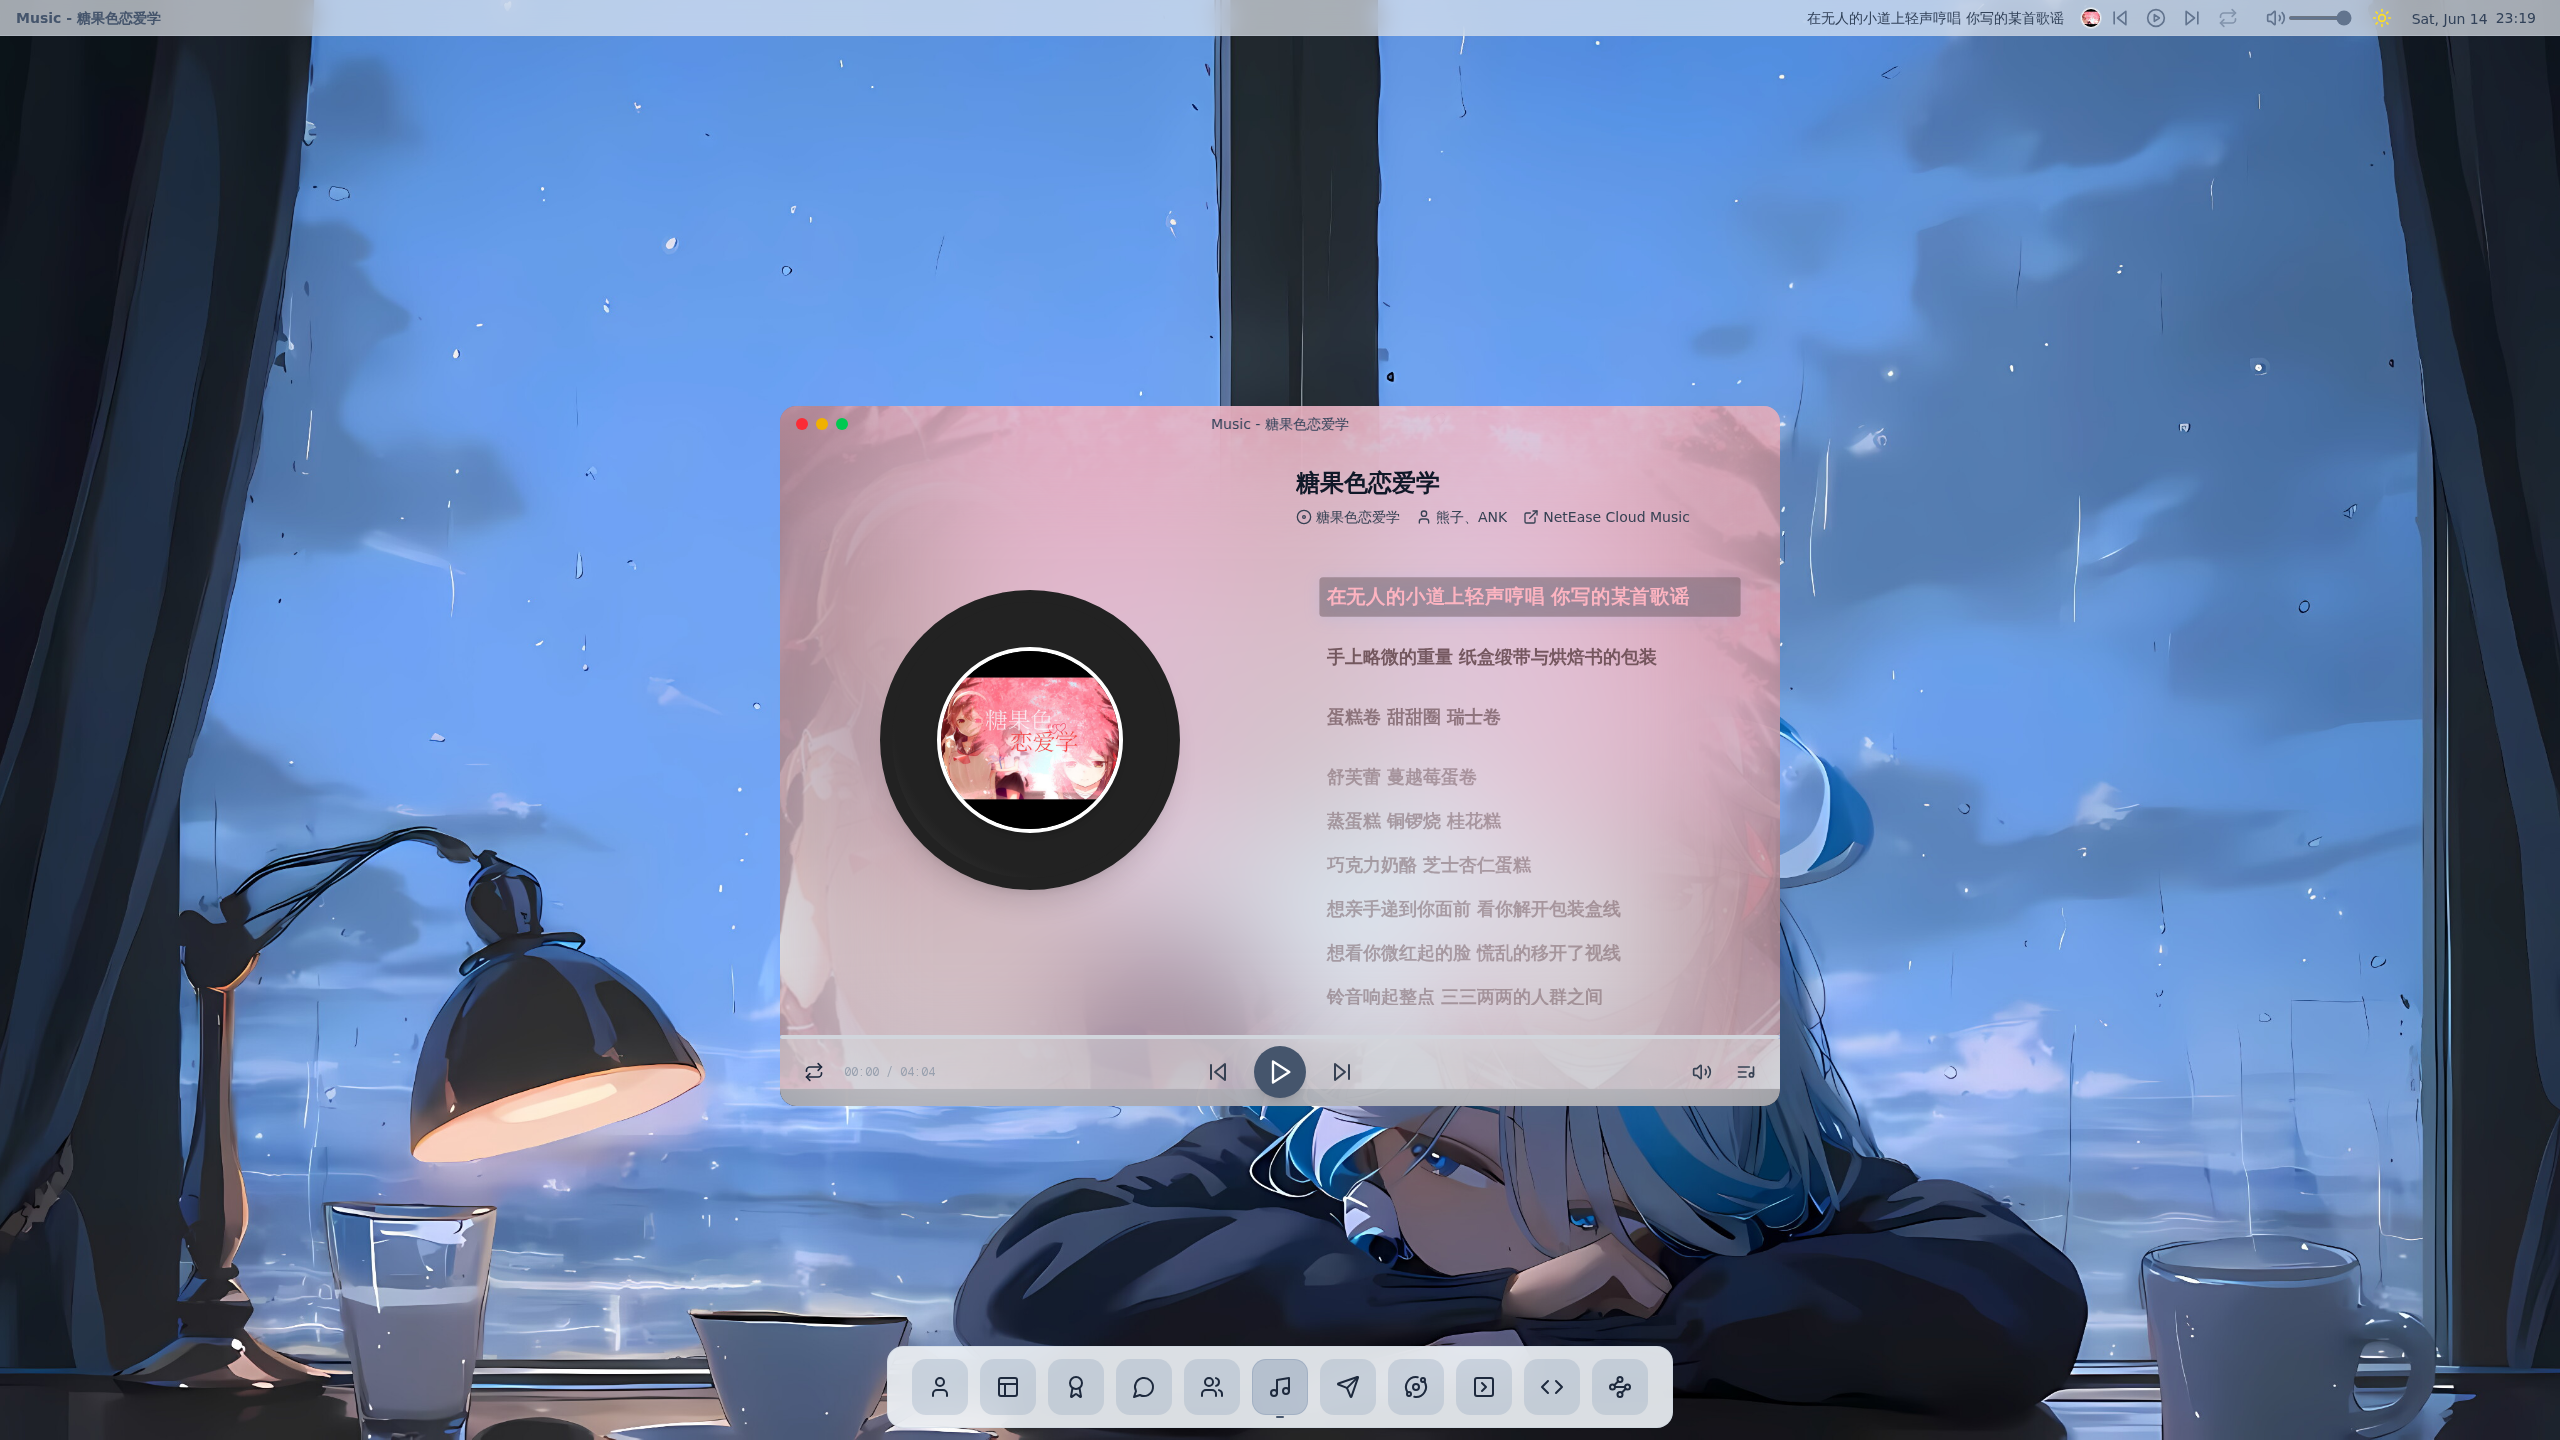 Music - 糖果色恋爱学
在无人的小道上轻声哼唱 你写的某首歌谣
Sat, Jun 14 23:19
Music - 糖果色恋爱学
糖果色恋爱学
糖果色恋爱学 熊子、ANK NetEase Cloud Music
在无人的小道上轻声哼唱 你写的某首歌谣
手上略微的重量 纸盒缎带与烘焙书的包装
蛋糕卷 甜甜圈 瑞士卷
舒芙蕾 蔓越莓蛋卷
蒸蛋糕 铜锣烧 桂花糕
巧克力奶酪 芝士杏仁蛋糕
想亲手递到你面前 看你解开包装盒线
想看你微红起的脸 慌乱的移开了视线
铃音响起整点 三三两两的人群之间
糖果色
恋爱学
00:00 / 04:04